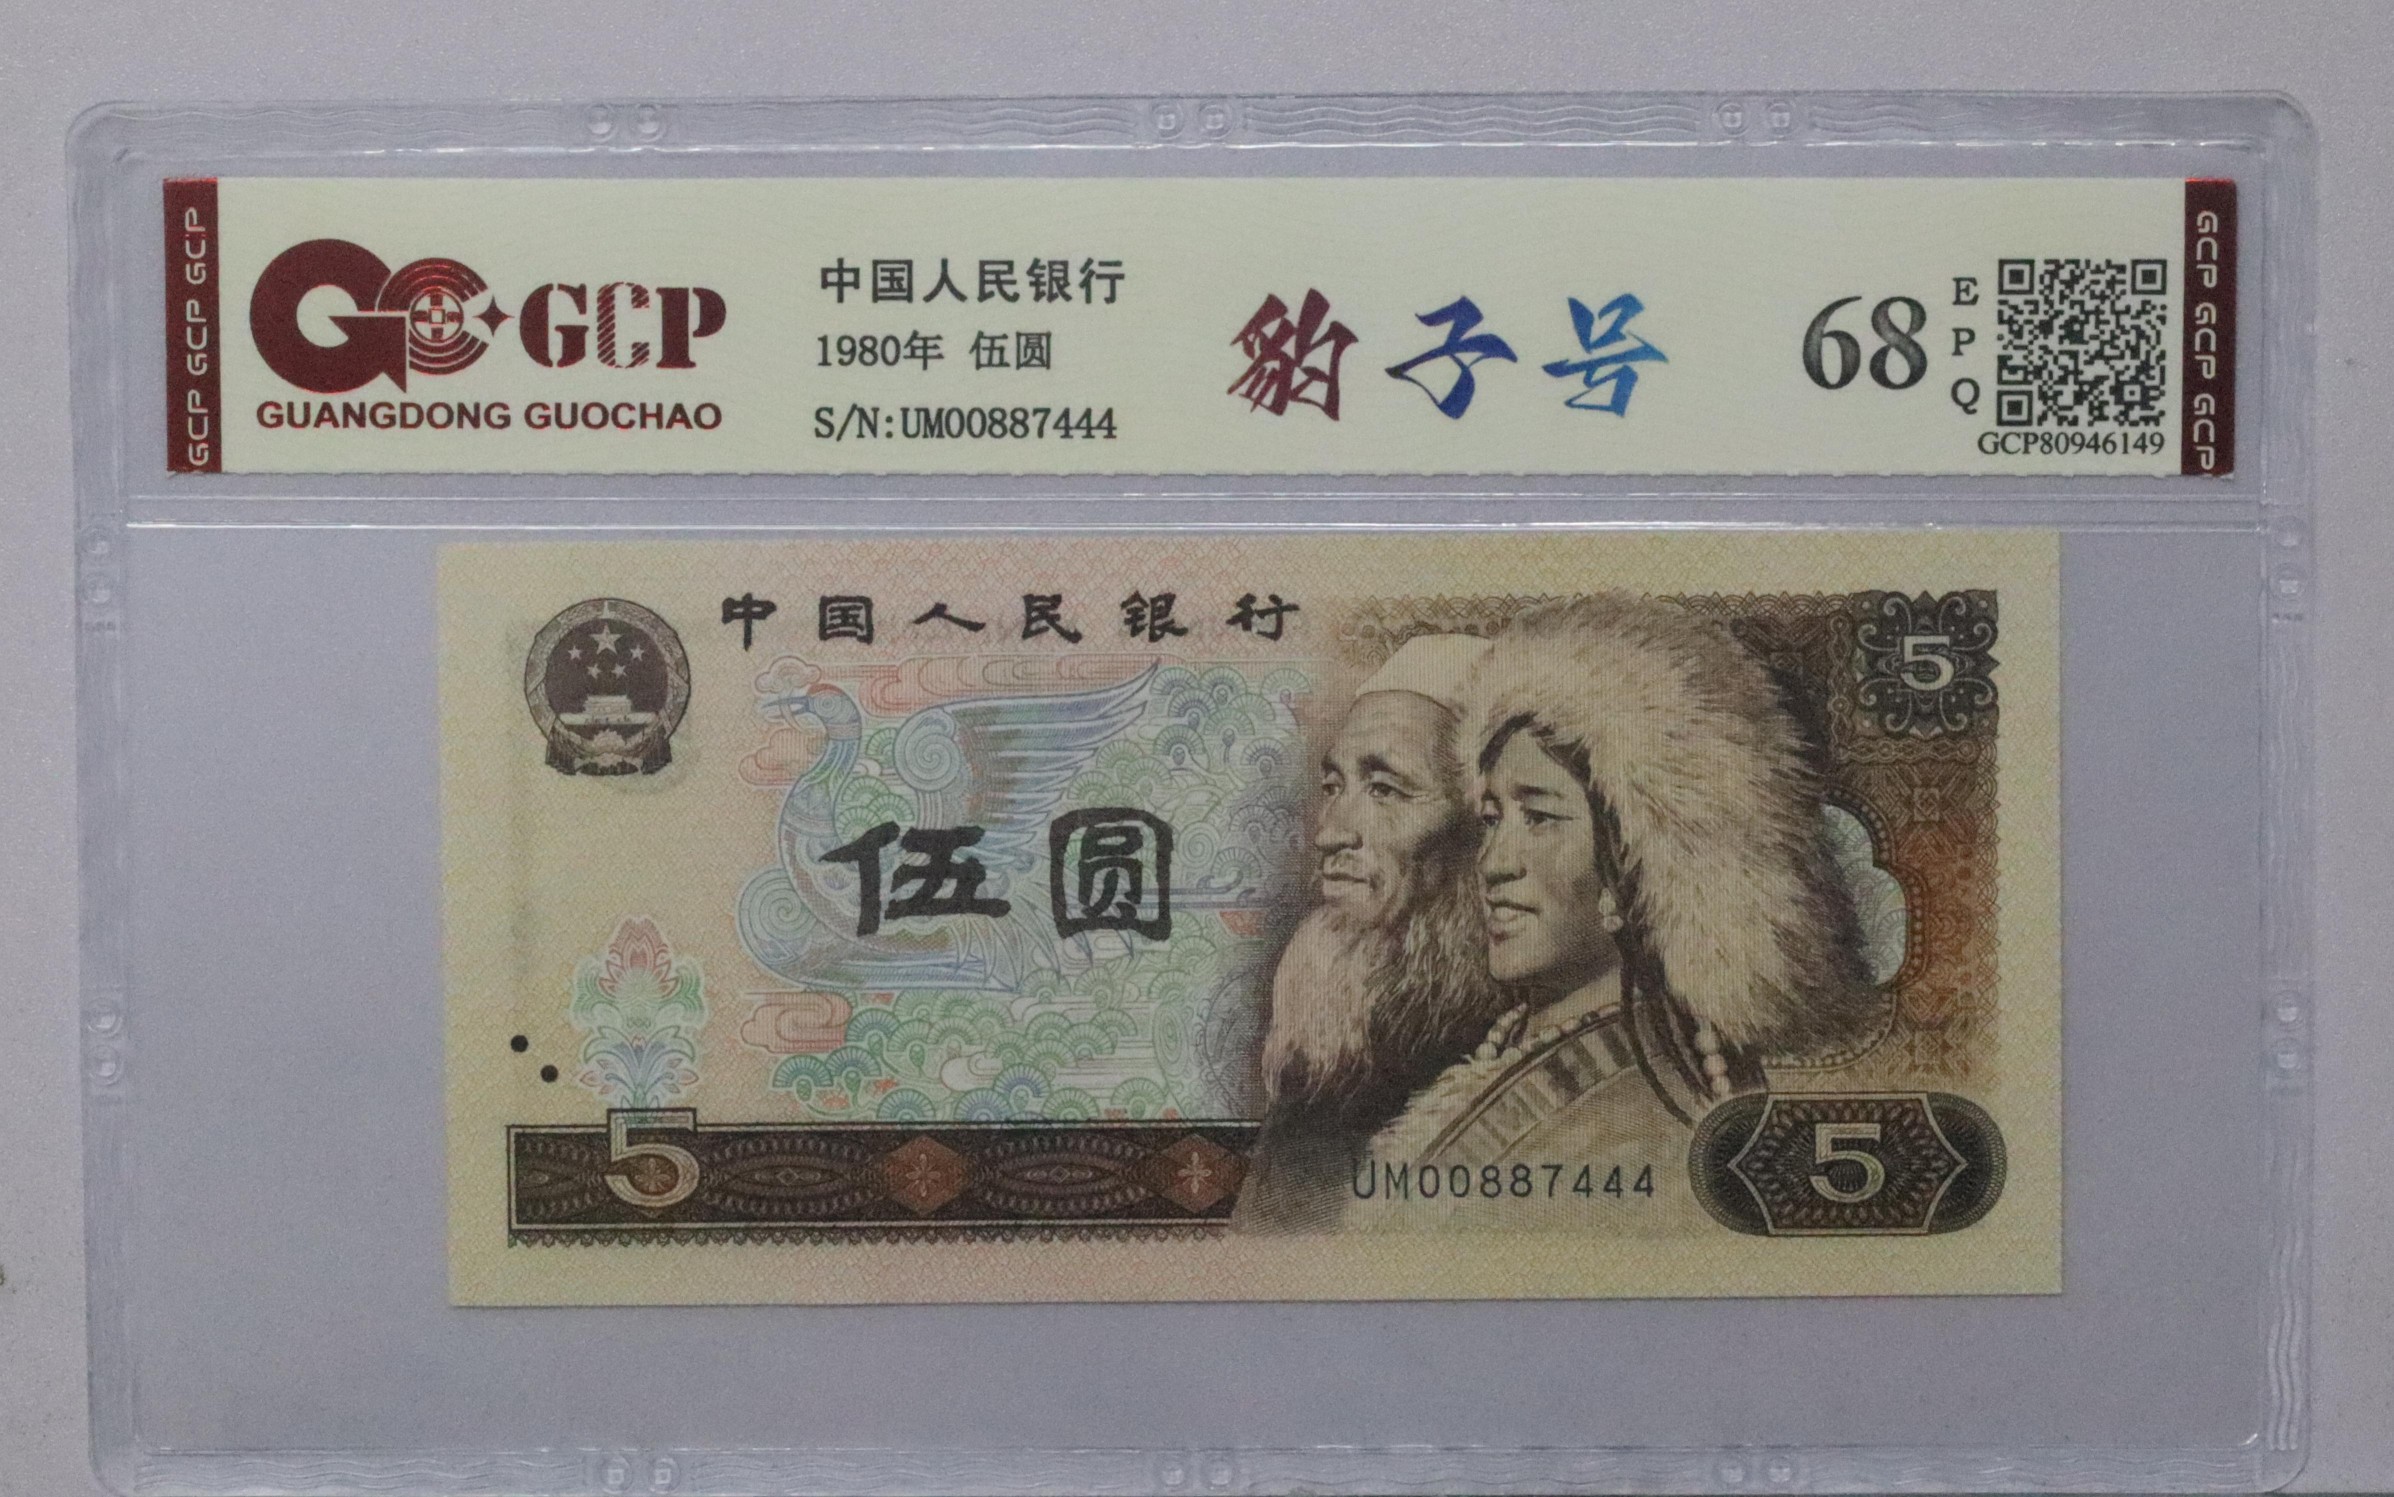 GCP GCP GCP
GCP
GUANGDONG GUOCHAO
中国人民银行
1980年 伍圆
S/N:UM00887444
豹子号
68
E
P
Q
GCP80946149
GCP GCP GCP
中国人民银行
5
伍圆
5
UM00887444
5